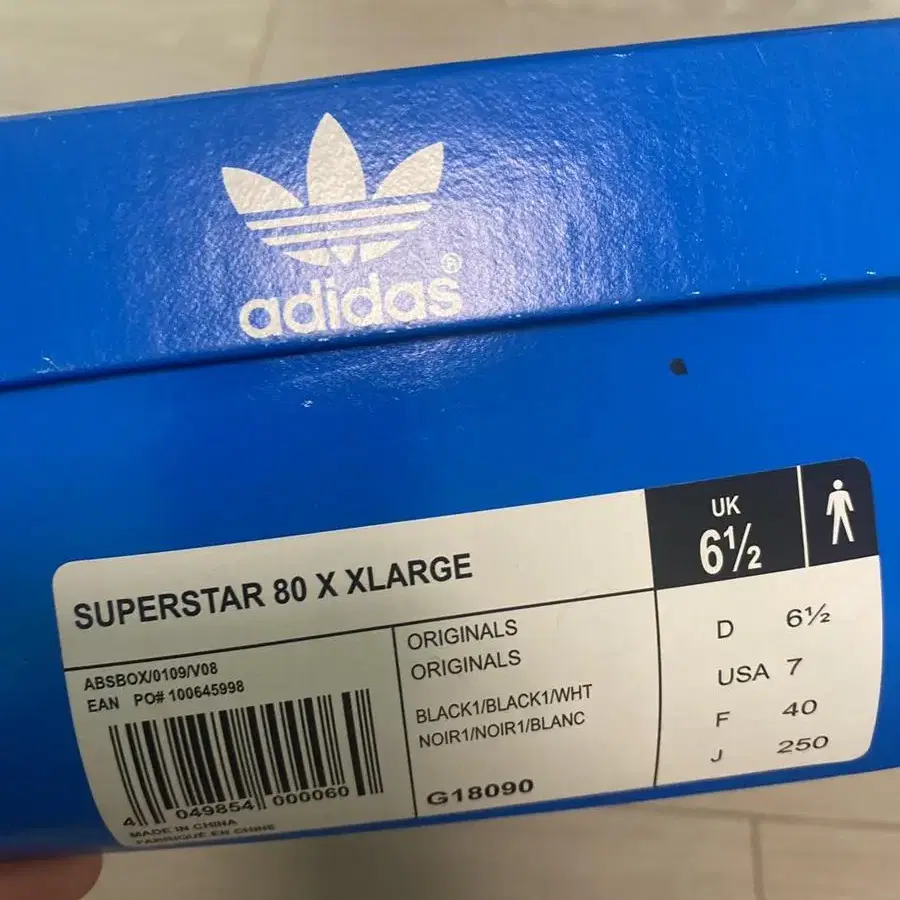 adidas®
SUPERSTAR 80 X XLARGE
UK
6½
ABSBOX/0109/V08
EAN PO# 100645998
4 049854 000060
MADE IN CHINA
FABRIQUÉ EN CHINE
ORIGINALS
ORIGINALS
BLACK1/BLACK1/WHT
NOIR1/NOIR1/BLANC
G18090
D 6½
USA 7
F 40
J 250